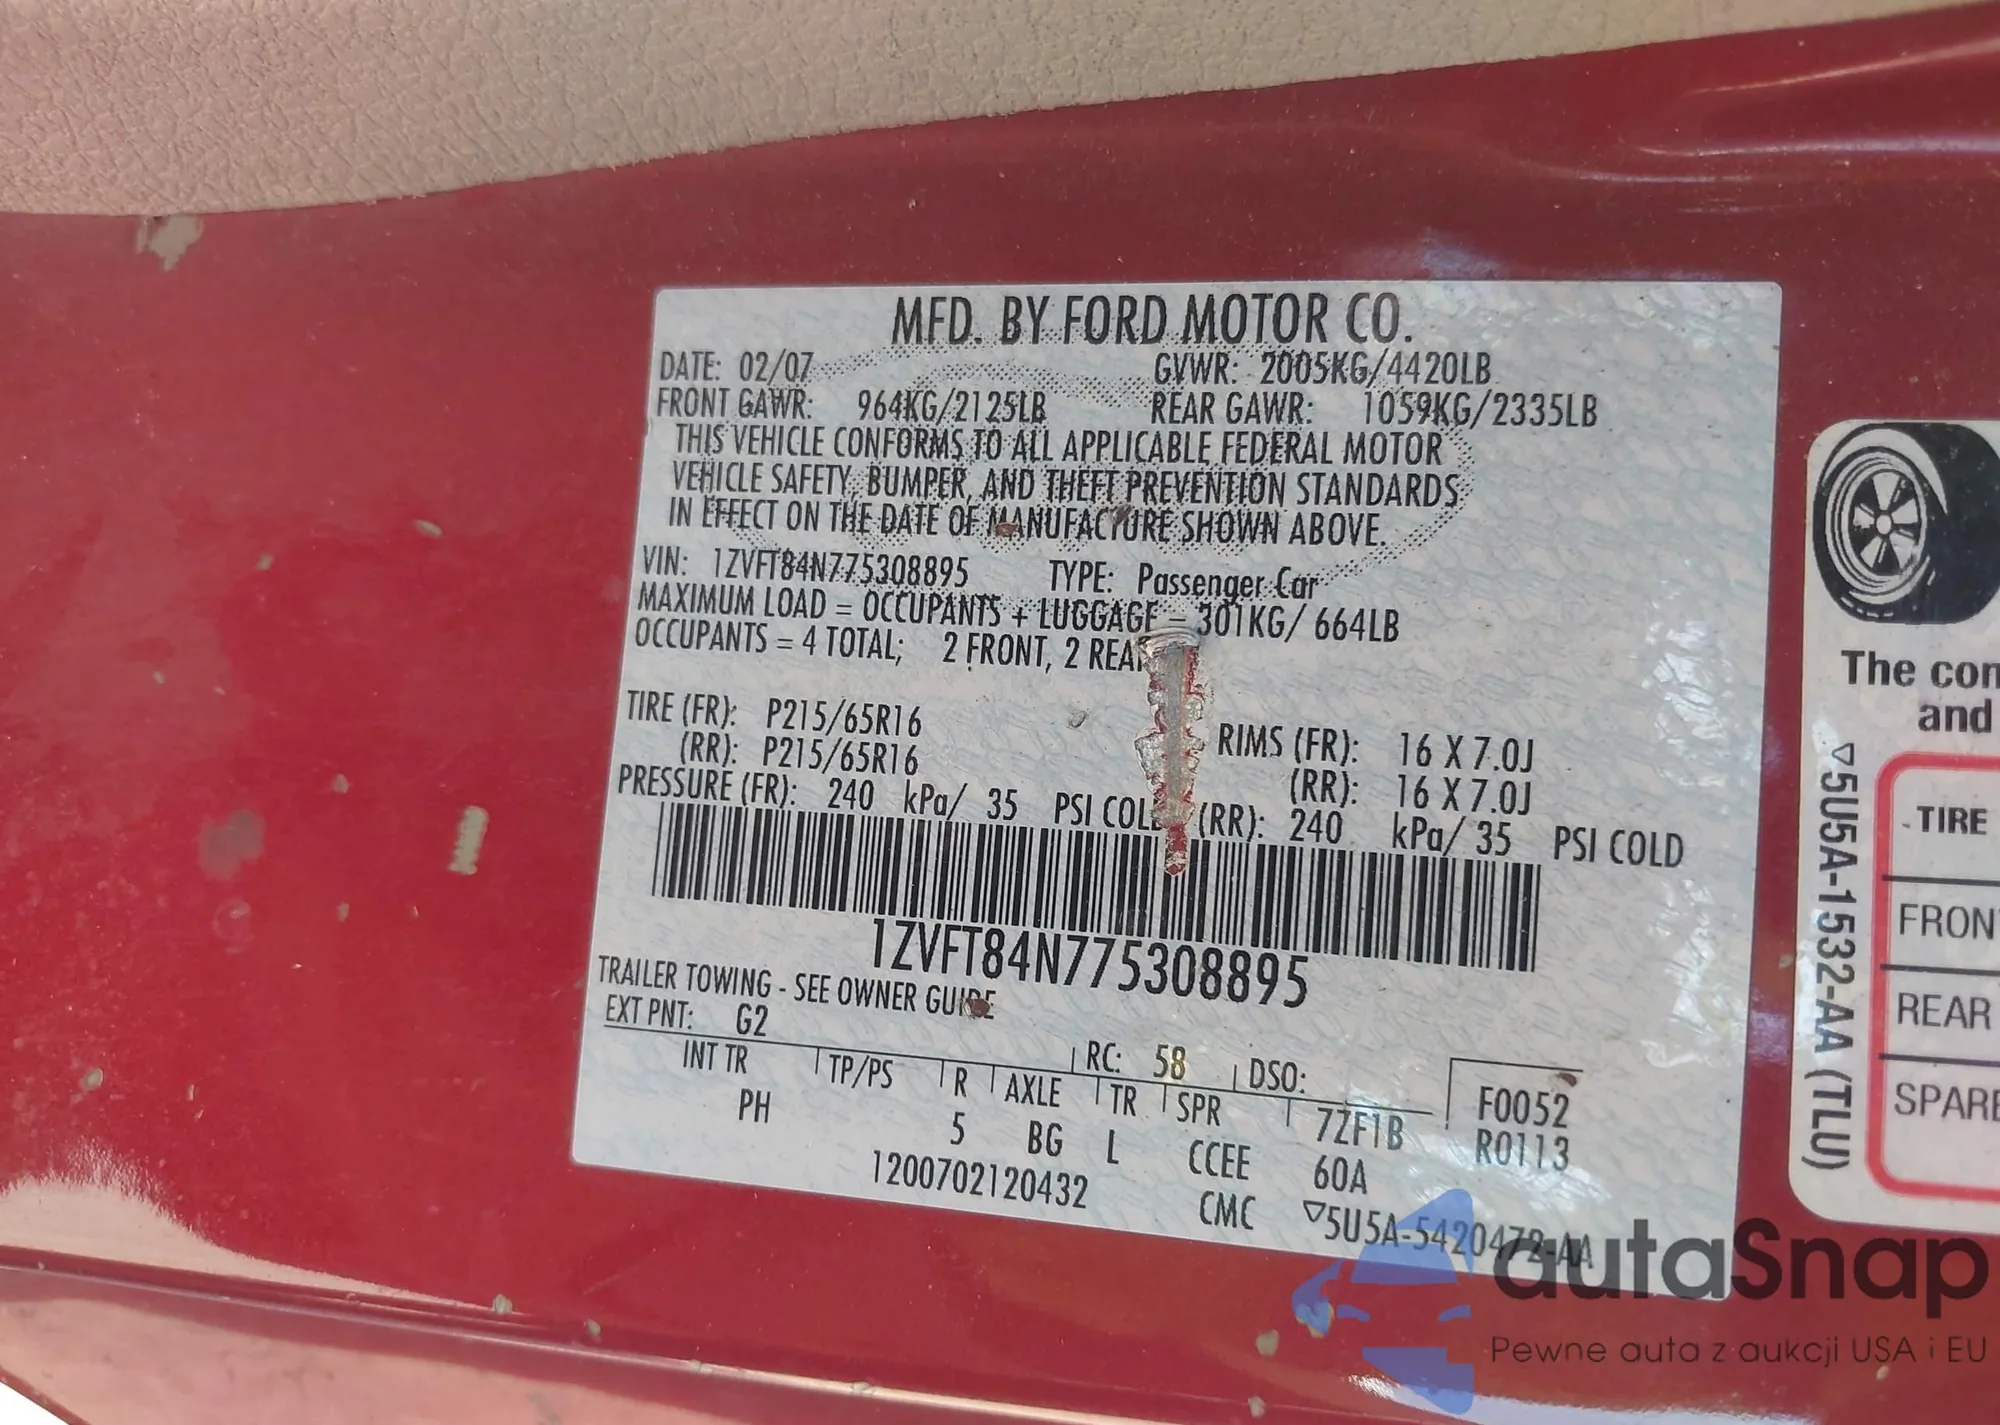 MFD. BY FORD MOTOR CO.
DATE: 02/07 GVWR: 2005KG/4420LB
FRONT GAWR: 964KG/2125LB REAR GAWR: 1059KG/2335LB
THIS VEHICLE CONFORMS TO ALL APPLICABLE FEDERAL MOTOR
VEHICLE SAFETY, BUMPER, AND THEFT PREVENTION STANDARDS
IN EFFECT ON THE DATE OF MANUFACTURE SHOWN ABOVE.
VIN: 1ZVFT84N775308895 TYPE: Passenger Car
MAXIMUM LOAD = OCCUPANTS + LUGGAGE = 301KG/ 664LB
OCCUPANTS = 4 TOTAL; 2 FRONT, 2 REAR
TIRE (FR): P215/65R16 RIMS (FR): 16 X 7.0J
(RR): P215/65R16 (RR): 16 X 7.0J
PRESSURE (FR): 240 kPa/ 35 PSI COLD (RR): 240 kPa/ 35 PSI COLD
1ZVFT84N775308895
TRAILER TOWING - SEE OWNER GUIDE
EXT PNT: G2 RC: 58 DSO: F0052
INT TR TP/PS R AXLE TR SPR 7ZF1B R0113
PH 5 BG L CCEE 60A
1200702120432 CMC ▽5U5A-5420472-AA
The con
and
▽5U5A-1532-AA (TLU)
TIRE
FRON
REAR
SPARE
autaSnap
Pewne auta z aukcji USA i EU